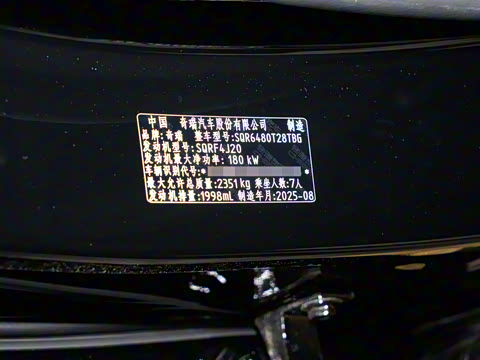 中国 奇瑞汽车股份有限公司 制造
品牌:奇瑞 整车型号:SQR6480T28TBG
发动机型号:SQRF4J20
发动机最大净功率:180 kW
车辆识别代号:*
最大允许总质量:2351kg 乘坐人数:7人
发动机排量:1998mL 制造年月:2025-08